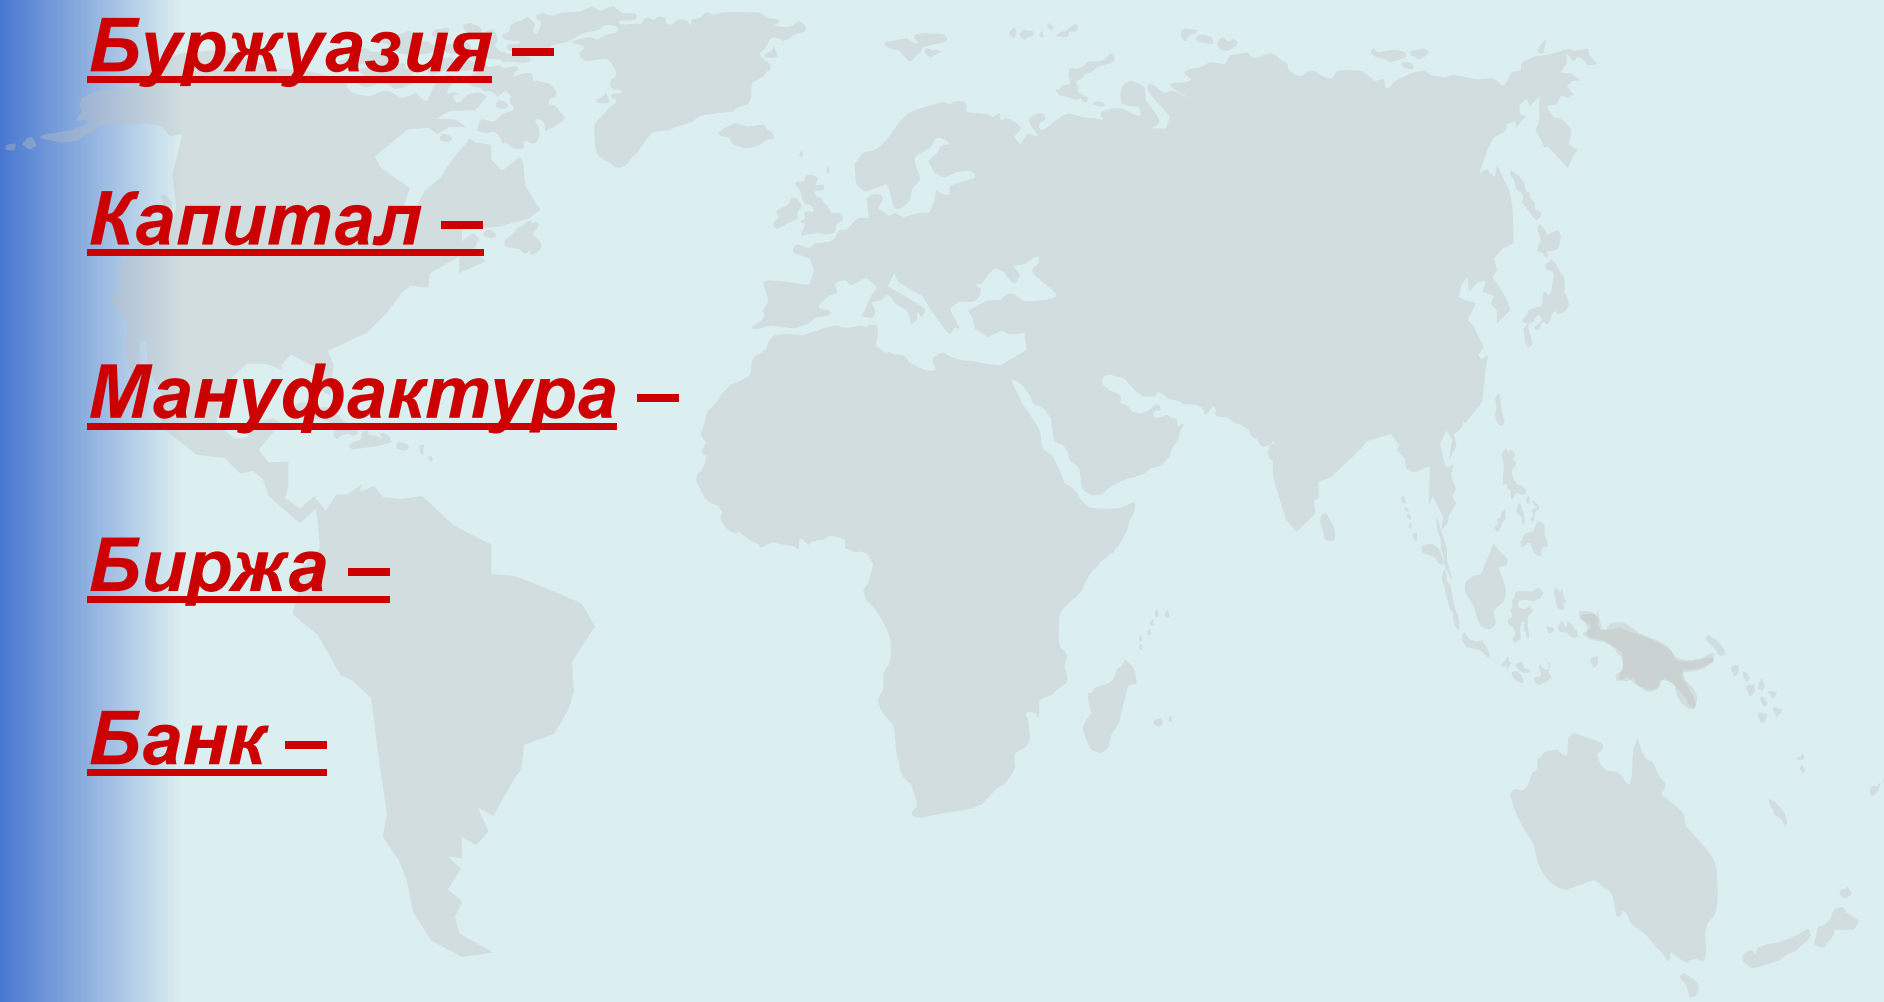 Буржуазия –
Капитал –
Мануфактура –
Биржа –
Банк –